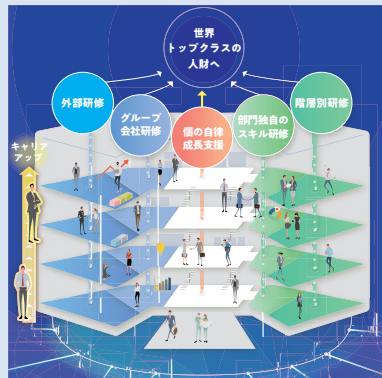 世界
トップクラスの
人財へ
外部研修
グループ
会社研修
個の自律
成長支援
部門独自の
スキル研修
階層別研修
キャリア
アップ